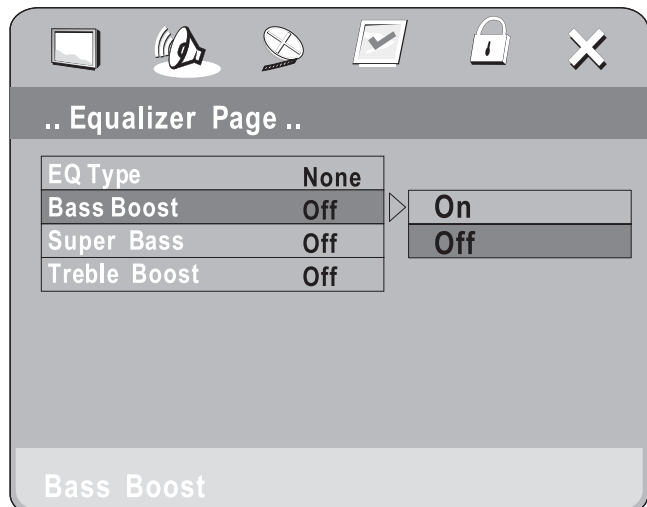 .. Equalizer Page ..
EQ Type None
Bass Boost Off
Super Bass Off
Treble Boost Off
On
Off
Bass Boost